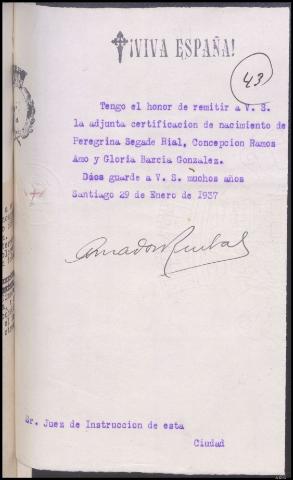 ¡VIVA ESPAÑA!
43
Tengo el honor de remitir a V. S.
la adjunta certificacion de nacimiento de
Peregrina Segade Rial, Concepcion Ramos
Amo y Gloria Barcia Gonzalez.
Dios guarde a V. S. muchos años
Santiago 29 de Enero de 1937
Sr. Juez de Instruccion de esta
Ciudad